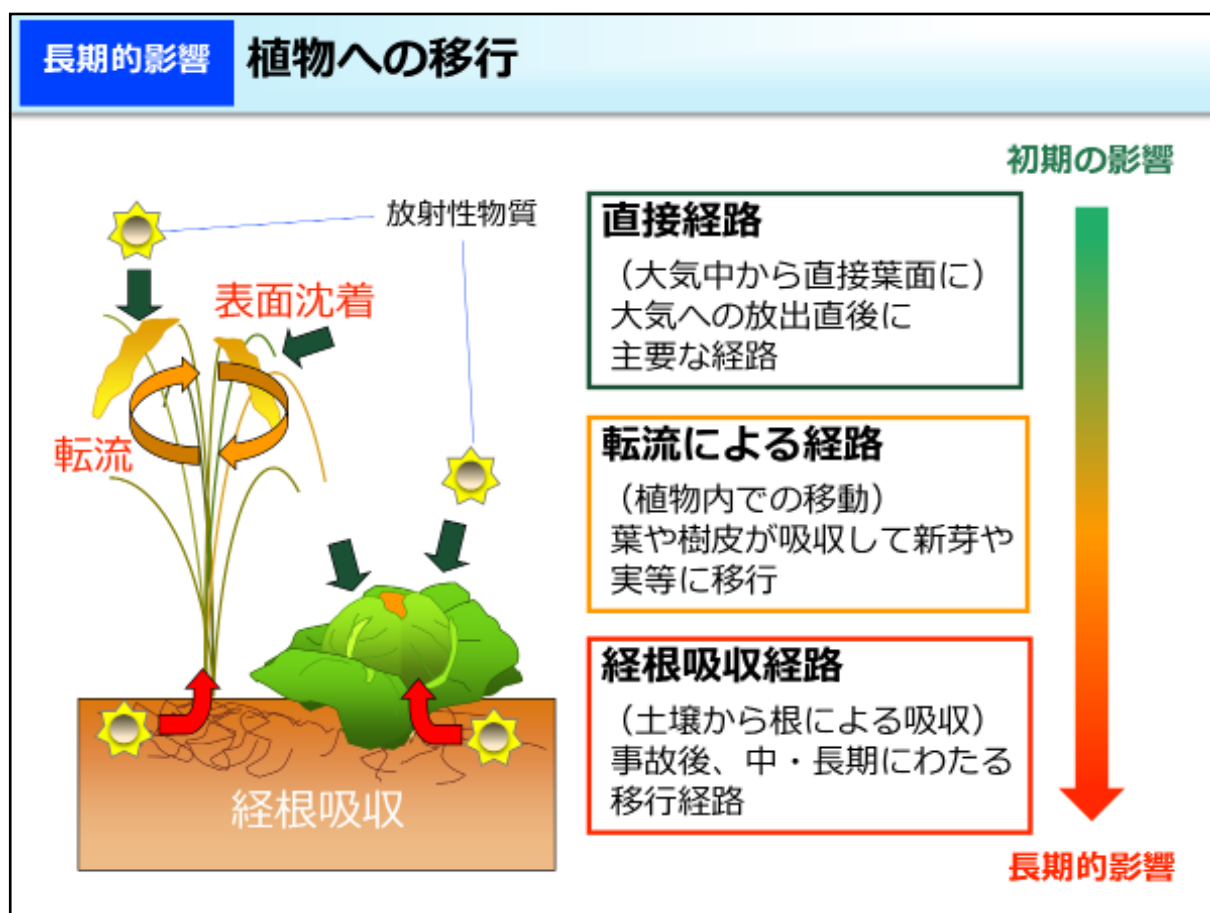 長期的影響
植物への移行
初期の影響
放射性物質
表面沈着
転流
経根吸収
直接経路
（大気中から直接葉面に）
大気への放出直後に
主要な経路
転流による経路
（植物内での移動）
葉や樹皮が吸収して新芽や
実等に移行
経根吸収経路
（土壌から根による吸収）
事故後、中・長期にわたる
移行経路
長期的影響